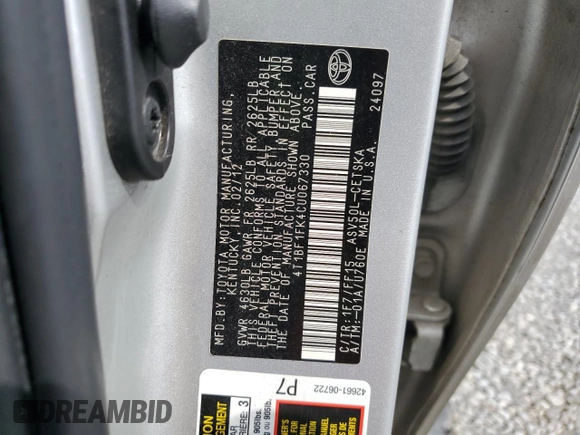 MFD.BY:TOYOTA MOTOR MANUFACTURING,
KENTUCKY INC. 02/12
GVWR 4630LB GAWR FR 2625LB RR 2625LB
THIS VEHICLE CONFORMS TO ALL APPLICABLE
FEDERAL MOTOR VEHICLE SAFETY BUMPER, AND
THEFT PREVENTION STANDARDS IN EFFECT ON
THE DATE OF MANUFACTURE SHOWN ABOVE.
4T1BF1FK4CU067330 PASS.CAR
C/TR:1F7/FF15 ASV50L-CETSKA
A/TM:-01A/U760E MADE IN U.S.A. 24097
P7
42661-06722
3
DREAMBID